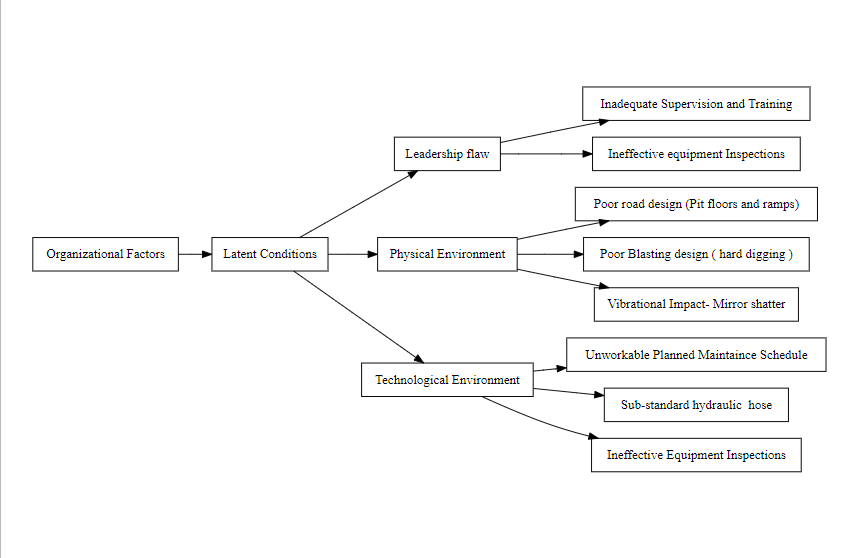 Inadequate Supervision and Training
Leadership flaw
Ineffective equipment Inspections
Poor road design (Pit floors and ramps)
Organizational Factors
Latent Conditions
Physical Environment
Poor Blasting design ( hard digging )
Vibrational Impact- Mirror shatter
Unworkable Planned Maintaince Schedule
Technological Environment
Sub-standard hydraulic  hose
Ineffective Equipment Inspections